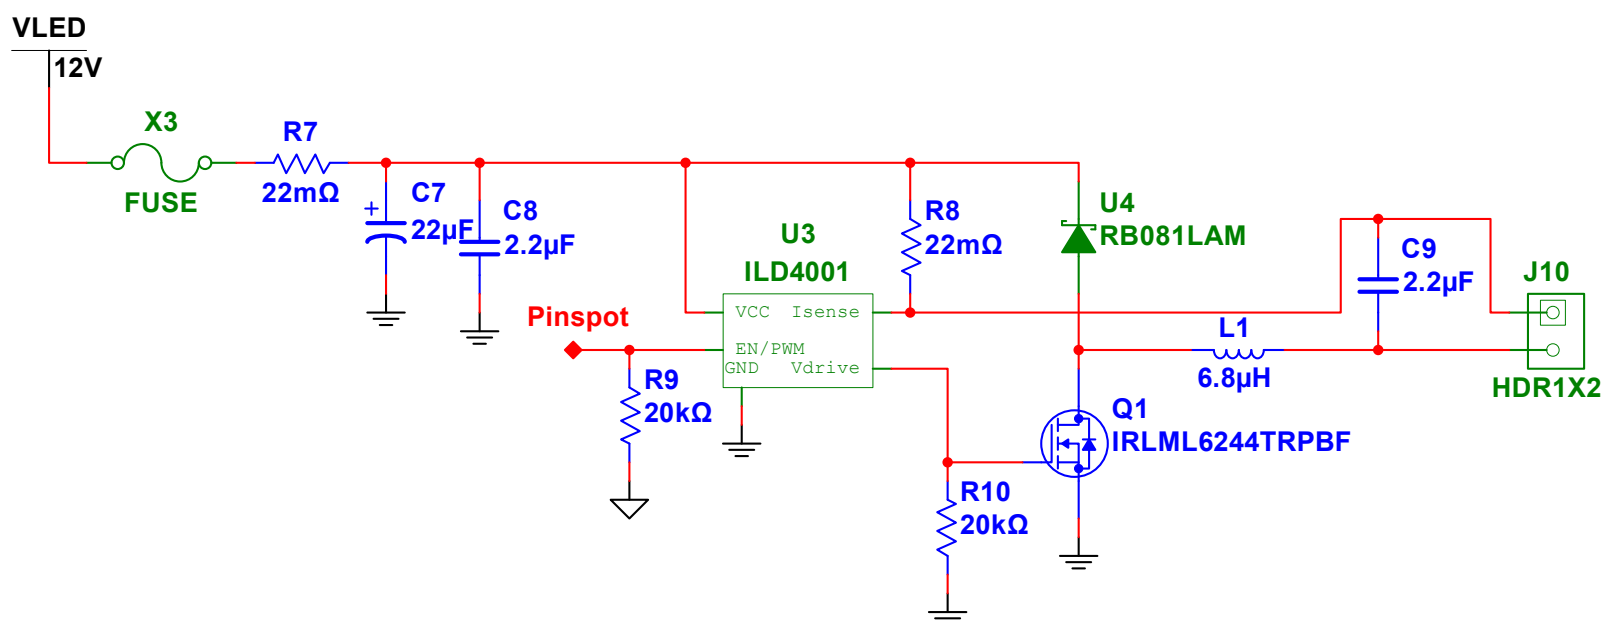 VLED
12V
X3
FUSE
R7
22mΩ
C7
22µF
C8
2.2µF
U3
ILD4001
VCC Isense
EN/PWM
GND Vdrive
Pinspot
R9
20kΩ
R8
22mΩ
U4
RB081LAM
C9
2.2µF
J10
HDR1X2
L1
6.8µH
Q1
IRLML6244TRPBF
R10
20kΩ